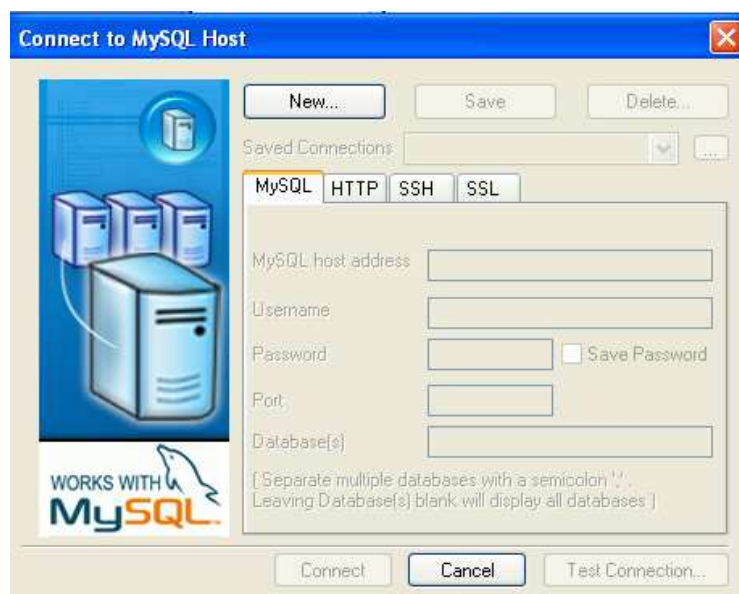 Connect to MySQL Host
New... Save Delete...
Saved Connections ...
MySQL HTTP SSH SSL
MySQL host address
Username
Password Save Password
Port
Database(s)
( Separate multiple databases with a semicolon ';' .
Leaving Database(s) blank will display all databases )
WORKS WITH
MySQL.
Connect Cancel Test Connection...